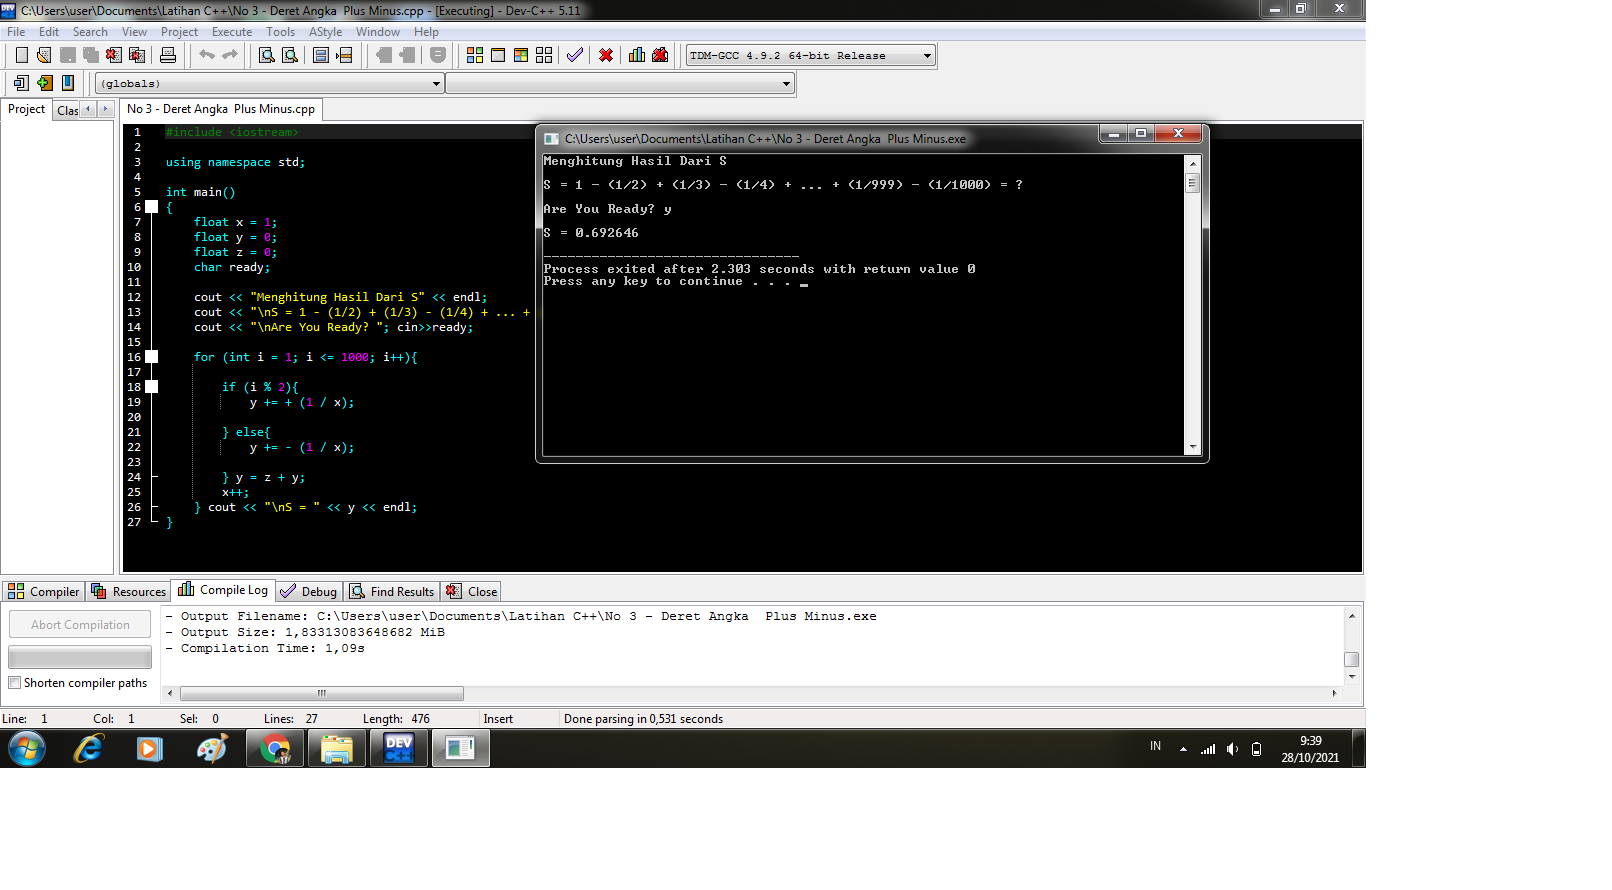 C:\Users\user\Documents\Latihan C++\No 3 - Deret Angka  Plus Minus.cpp - [Executing] - Dev-C++ 5.11
File Edit Search View Project Execute Tools AStyle Window Help
TDM-GCC 4.9.2 64-bit Release
(globals)
Project Clas
No 3 - Deret Angka  Plus Minus.cpp
1 #include <iostream>
2
3 using namespace std;
4
5 int main()
6 {
7 float x = 1;
8 float y = 0;
9 float z = 0;
10 char ready;
11
12 cout << "Menghitung Hasil Dari S" << endl;
13 cout << "\nS = 1 - (1/2) + (1/3) - (1/4) + ... +
14 cout << "\nAre You Ready? "; cin>>ready;
15
16 for (int i = 1; i <= 1000; i++){
17
18 if (i % 2){
19 y += + (1 / x);
20
21 } else{
22 y += - (1 / x);
23
24 } y = z + y;
25 x++;
26 } cout << "\nS = " << y << endl;
27 }
C:\Users\user\Documents\Latihan C++\No 3 - Deret Angka  Plus Minus.exe
Menghitung Hasil Dari S
S = 1 - (1/2) + (1/3) - (1/4) + ... + (1/999) - (1/1000) = ?
Are You Ready? y
S = 0.692646
--------------------------------
Process exited after 2.303 seconds with return value 0
Press any key to continue . . . _
Compiler Resources Compile Log Debug Find Results Close
Abort Compilation
Shorten compiler paths
- Output Filename: C:\Users\user\Documents\Latihan C++\No 3 - Deret Angka  Plus Minus.exe
- Output Size: 1,83313083648682 MiB
- Compilation Time: 1,09s
Line: 1 Col: 1 Sel: 0 Lines: 27 Length: 476 Insert Done parsing in 0,531 seconds
DEV C++
IN
9:39
28/10/2021